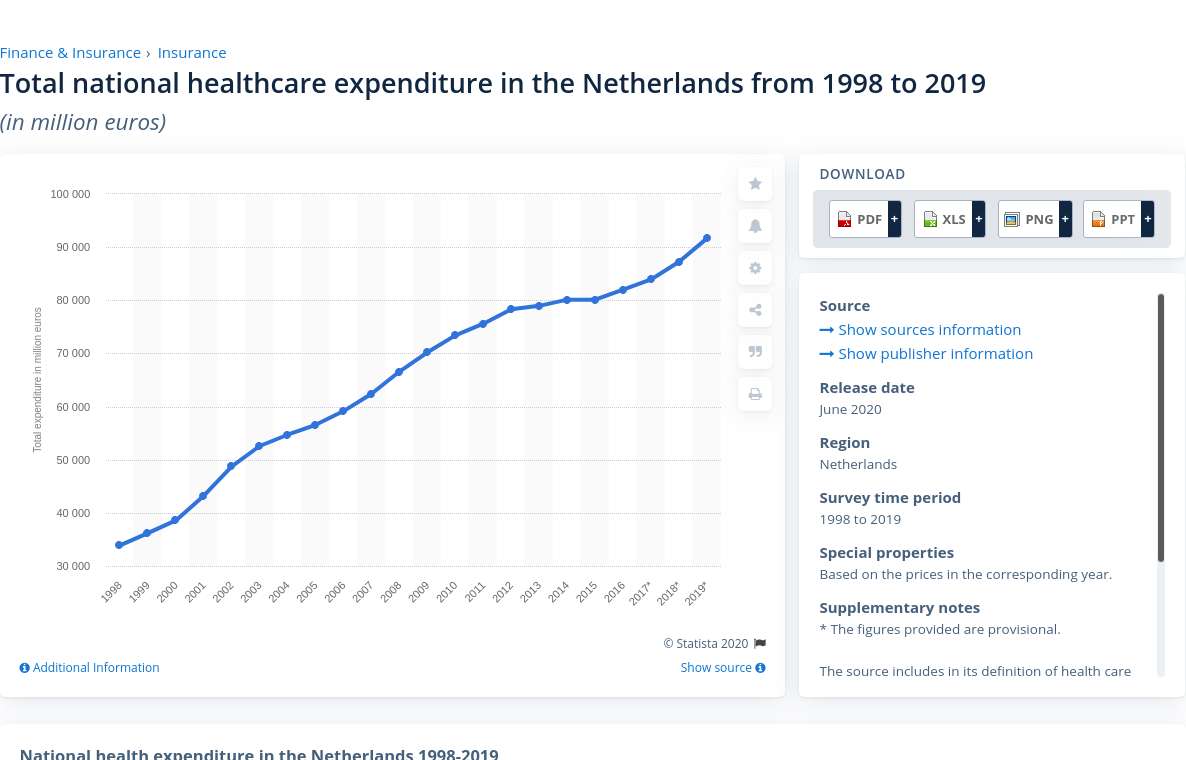 Finance & Insurance › Insurance
Total national healthcare expenditure in the Netherlands from 1998 to 2019
(in million euros)
100 000
90 000
80 000
70 000
60 000
50 000
40 000
30 000
Total expenditure in million euros
1998
1999
2000
2001
2002
2003
2004
2005
2006
2007
2008
2009
2010
2011
2012
2013
2014
2015
2016
2017*
2018*
2019*
© Statista 2020
Additional Information
Show source
DOWNLOAD
PDF + XLS + PNG + PPT +
Source
Show sources information
Show publisher information
Release date
June 2020
Region
Netherlands
Survey time period
1998 to 2019
Special properties
Based on the prices in the corresponding year.
Supplementary notes
* The figures provided are provisional.
The source includes in its definition of health care
National health expenditure in the Netherlands 1998-2019